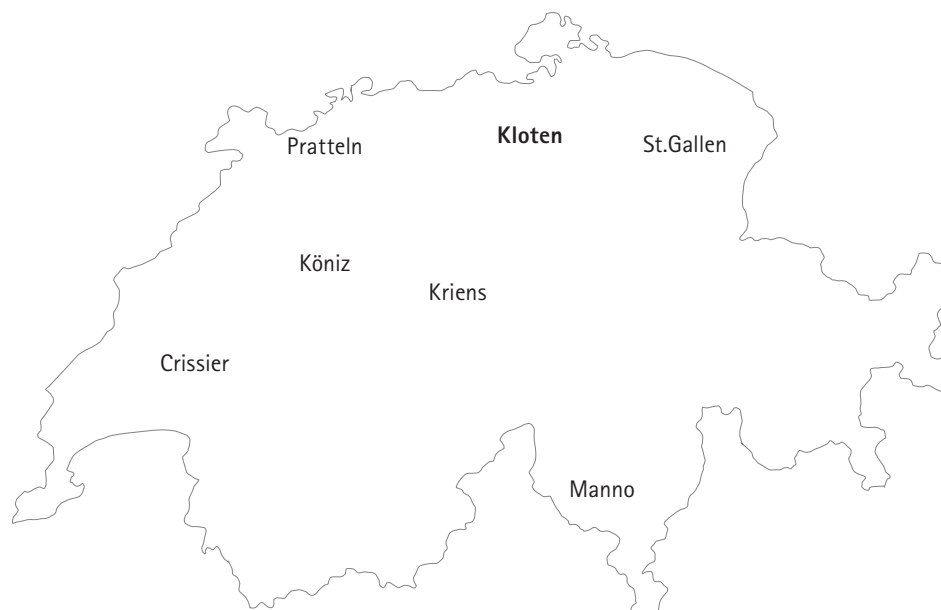 Kloten
Pratteln
St.Gallen
Köniz
Kriens
Crissier
Manno